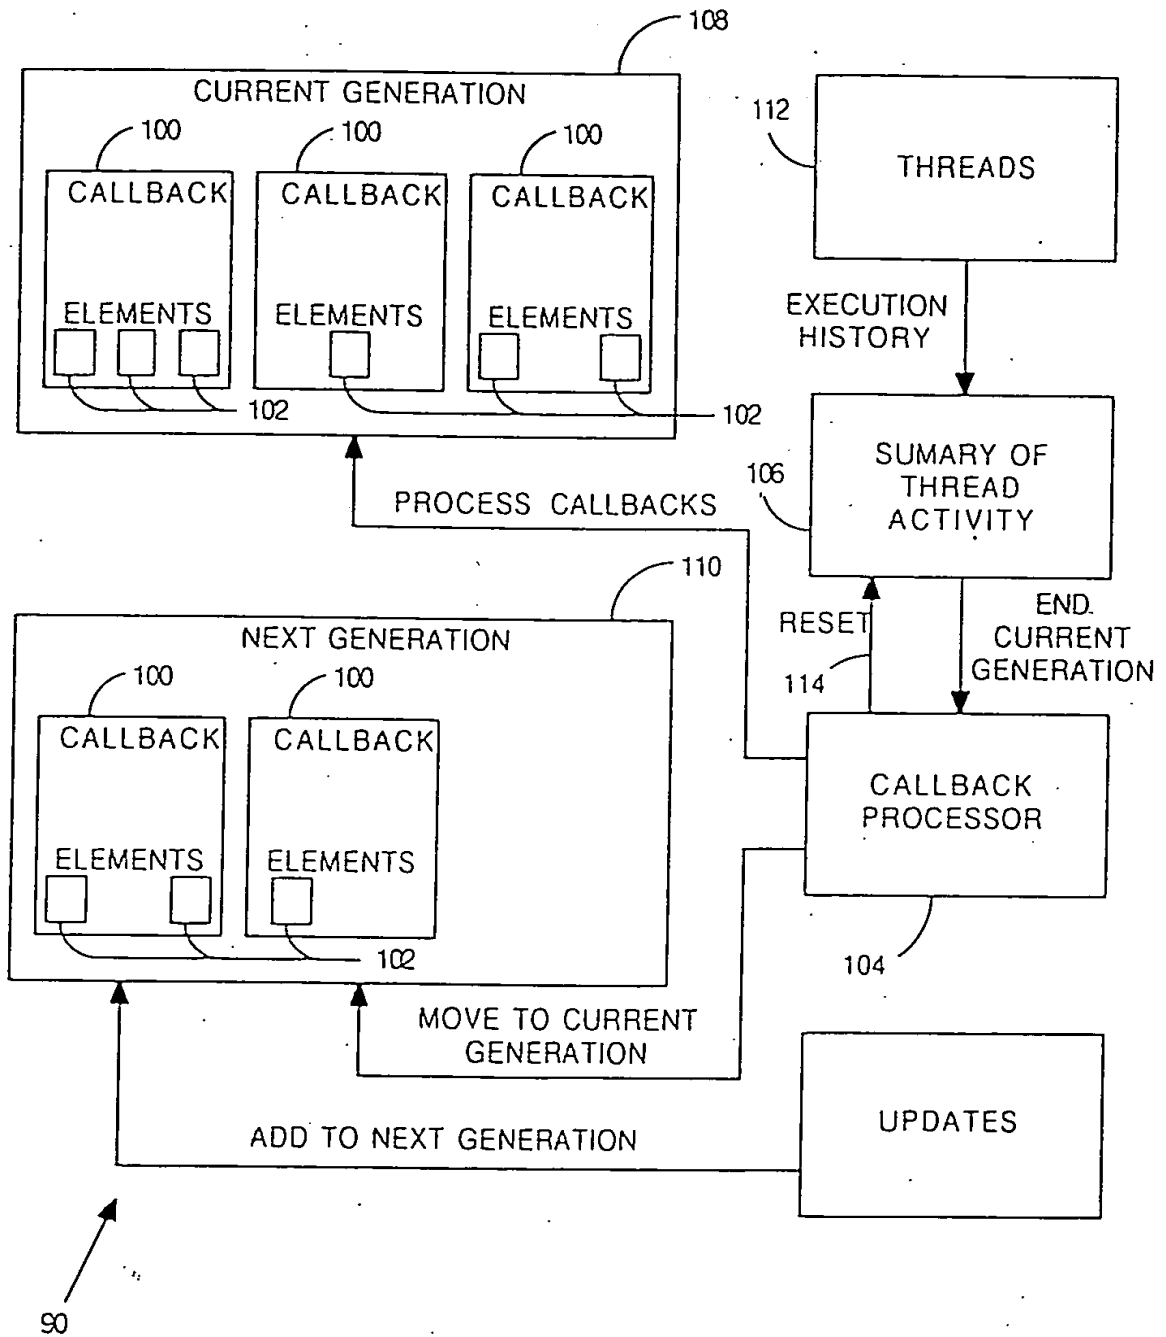 108
CURRENT GENERATION
100
100
100
CALLBACK
CALLBACK
CALLBACK
ELEMENTS
ELEMENTS
ELEMENTS
102
102
112
THREADS
EXECUTION
HISTORY
106
SUMARY OF
THREAD
ACTIVITY
PROCESS CALLBACKS
110
NEXT GENERATION
100
100
CALLBACK
CALLBACK
ELEMENTS
ELEMENTS
102
RESET
114
END
CURRENT
GENERATION
CALLBACK
PROCESSOR
104
MOVE TO CURRENT
GENERATION
UPDATES
ADD TO NEXT GENERATION
90